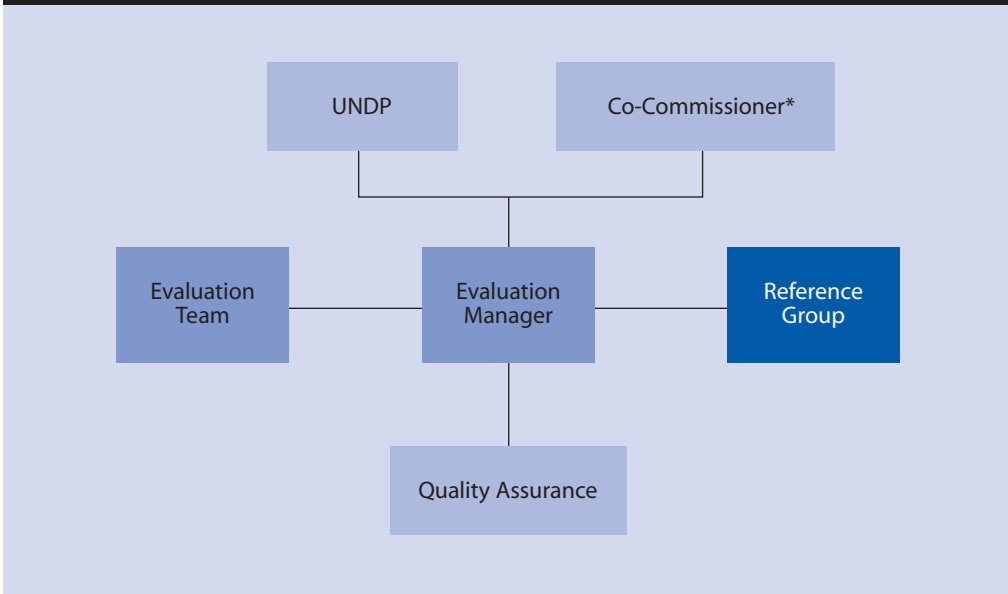 UNDP
Co-Commissioner*
Evaluation
Team
Evaluation
Manager
Reference
Group
Quality Assurance